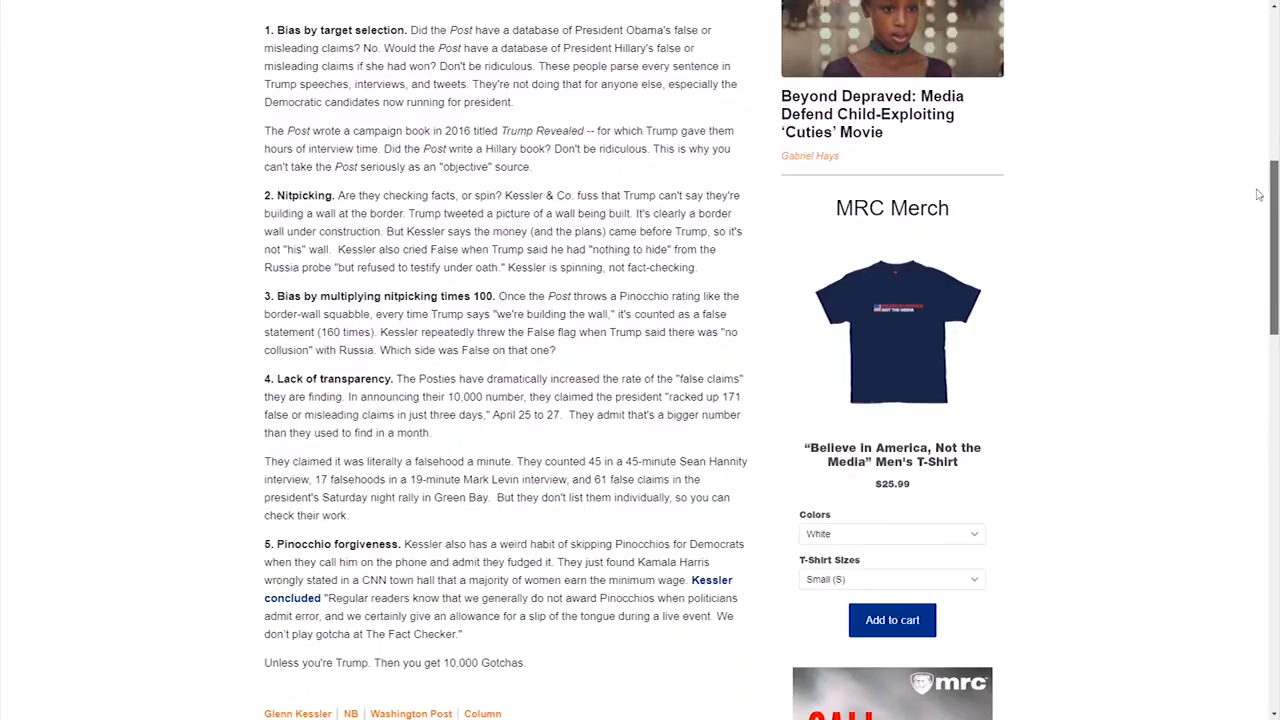 1. Bias by target selection. Did the Post have a database of President Obama's false or
misleading claims? No. Would the Post have a database of President Hillary's false or
misleading claims if she had won? Don't be ridiculous. These people parse every sentence in
Trump speeches, interviews, and tweets. They're not doing that for anyone else, especially the
Democratic candidates now running for president.
The Post wrote a campaign book in 2016 titled Trump Revealed -- for which Trump gave them
hours of interview time. Did the Post write a Hillary book? Don't be ridiculous. This is why you
can't take the Post seriously as an "objective" source.
2. Nitpicking. Are they checking facts, or spin? Kessler & Co. fuss that Trump can't say they're
building a wall at the border. Trump tweeted a picture of a wall being built. It's clearly a border
wall under construction. But Kessler says the money (and the plans) came before Trump, so it's
not "his" wall. Kessler also cried False when Trump said he had "nothing to hide" from the
Russia probe "but refused to testify under oath." Kessler is spinning, not fact-checking.
3. Bias by multiplying nitpicking times 100. Once the Post throws a Pinocchio rating like the
border-wall squabble, every time Trump says "we're building the wall," it's counted as a false
statement (160 times). Kessler repeatedly threw the False flag when Trump said there was "no
collusion" with Russia. Which side was False on that one?
4. Lack of transparency. The Posties have dramatically increased the rate of the "false claims"
they are finding. In announcing their 10,000 number, they claimed the president "racked up 171
false or misleading claims in just three days," April 25 to 27. They admit that's a bigger number
than they used to find in a month.
They claimed it was literally a falsehood a minute. They counted 45 in a 45-minute Sean Hannity
interview, 17 falsehoods in a 19-minute Mark Levin interview, and 61 false claims in the
president's Saturday night rally in Green Bay. But they don't list them individually, so you can
check their work.
5. Pinocchio forgiveness. Kessler also has a weird habit of skipping Pinocchios for Democrats
when they call him on the phone and admit they fudged it. They just found Kamala Harris
wrongly stated in a CNN town hall that a majority of women earn the minimum wage. Kessler
concluded "Regular readers know that we generally do not award Pinocchios when politicians
admit error, and we certainly give an allowance for a slip of the tongue during a live event. We
don't play gotcha at The Fact Checker."
Unless you're Trump. Then you get 10,000 Gotchas.
Glenn Kessler | NB | Washington Post | Column
Beyond Depraved: Media
Defend Child-Exploiting
‘Cuties’ Movie
Gabriel Hays
MRC Merch
NOT THE MEDIA
“Believe in America, Not the
Media” Men's T-Shirt
$25.99
Colors
White
T-Shirt Sizes
Small (S)
Add to cart
mrc
CALL